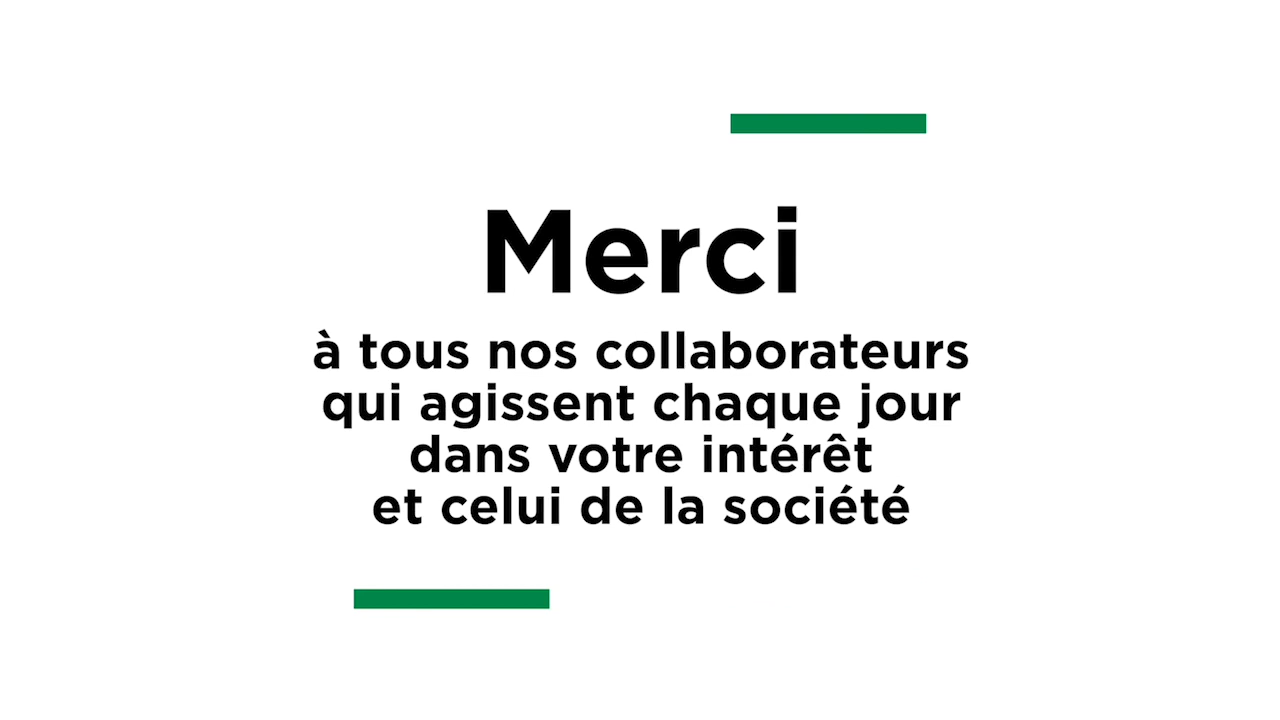 Merci
à tous nos collaborateurs
qui agissent chaque jour
dans votre intérêt
et celui de la société